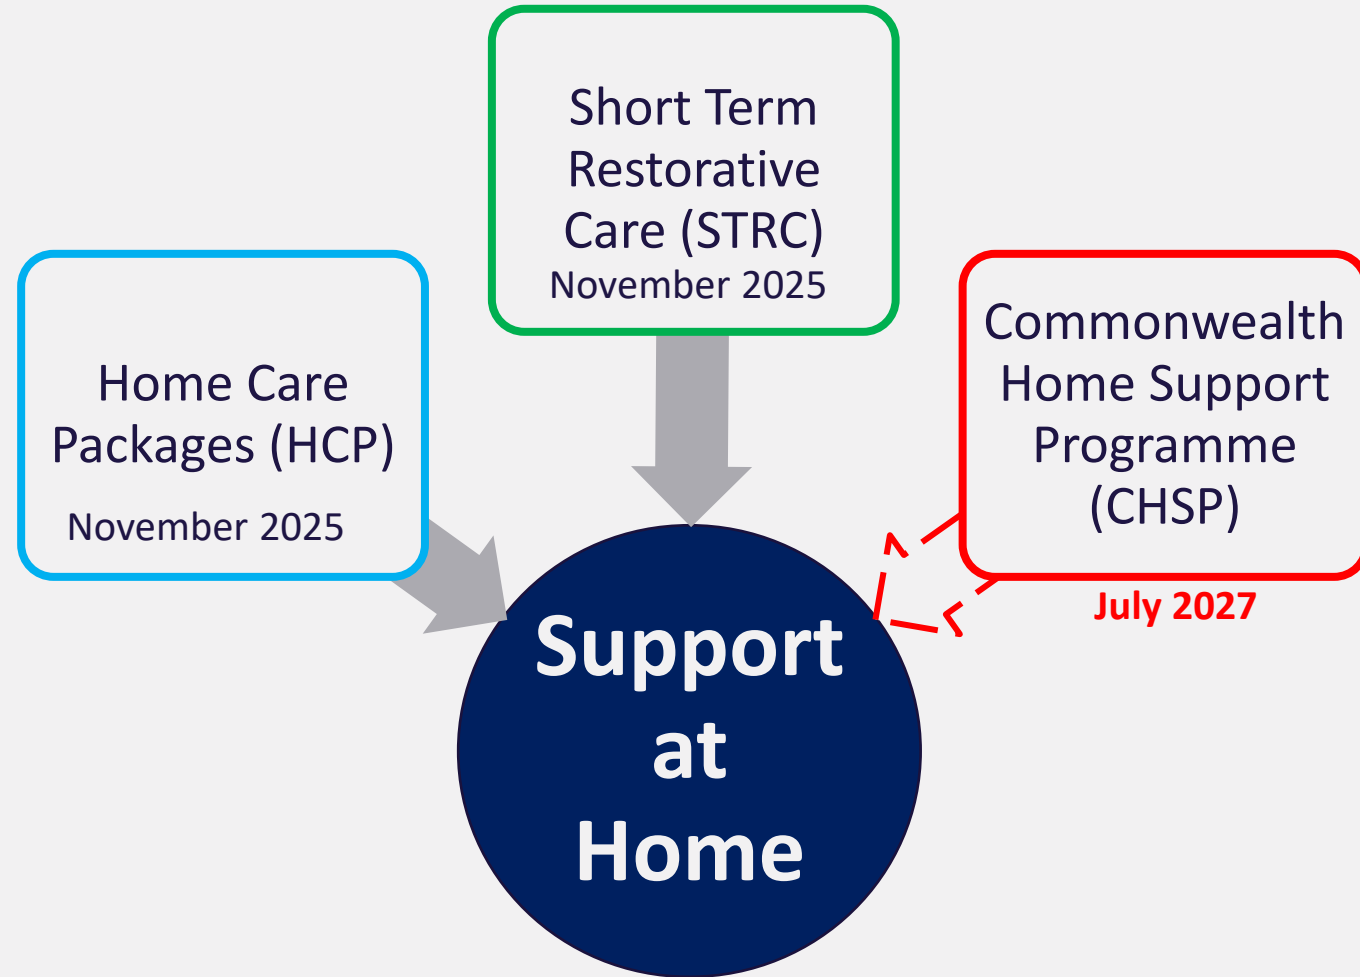 Short Term
Restorative
Care (STRC)
November 2025
Home Care
Packages (HCP)
November 2025
Commonwealth
Home Support
Programme
(CHSP)
July 2027
Support
at
Home